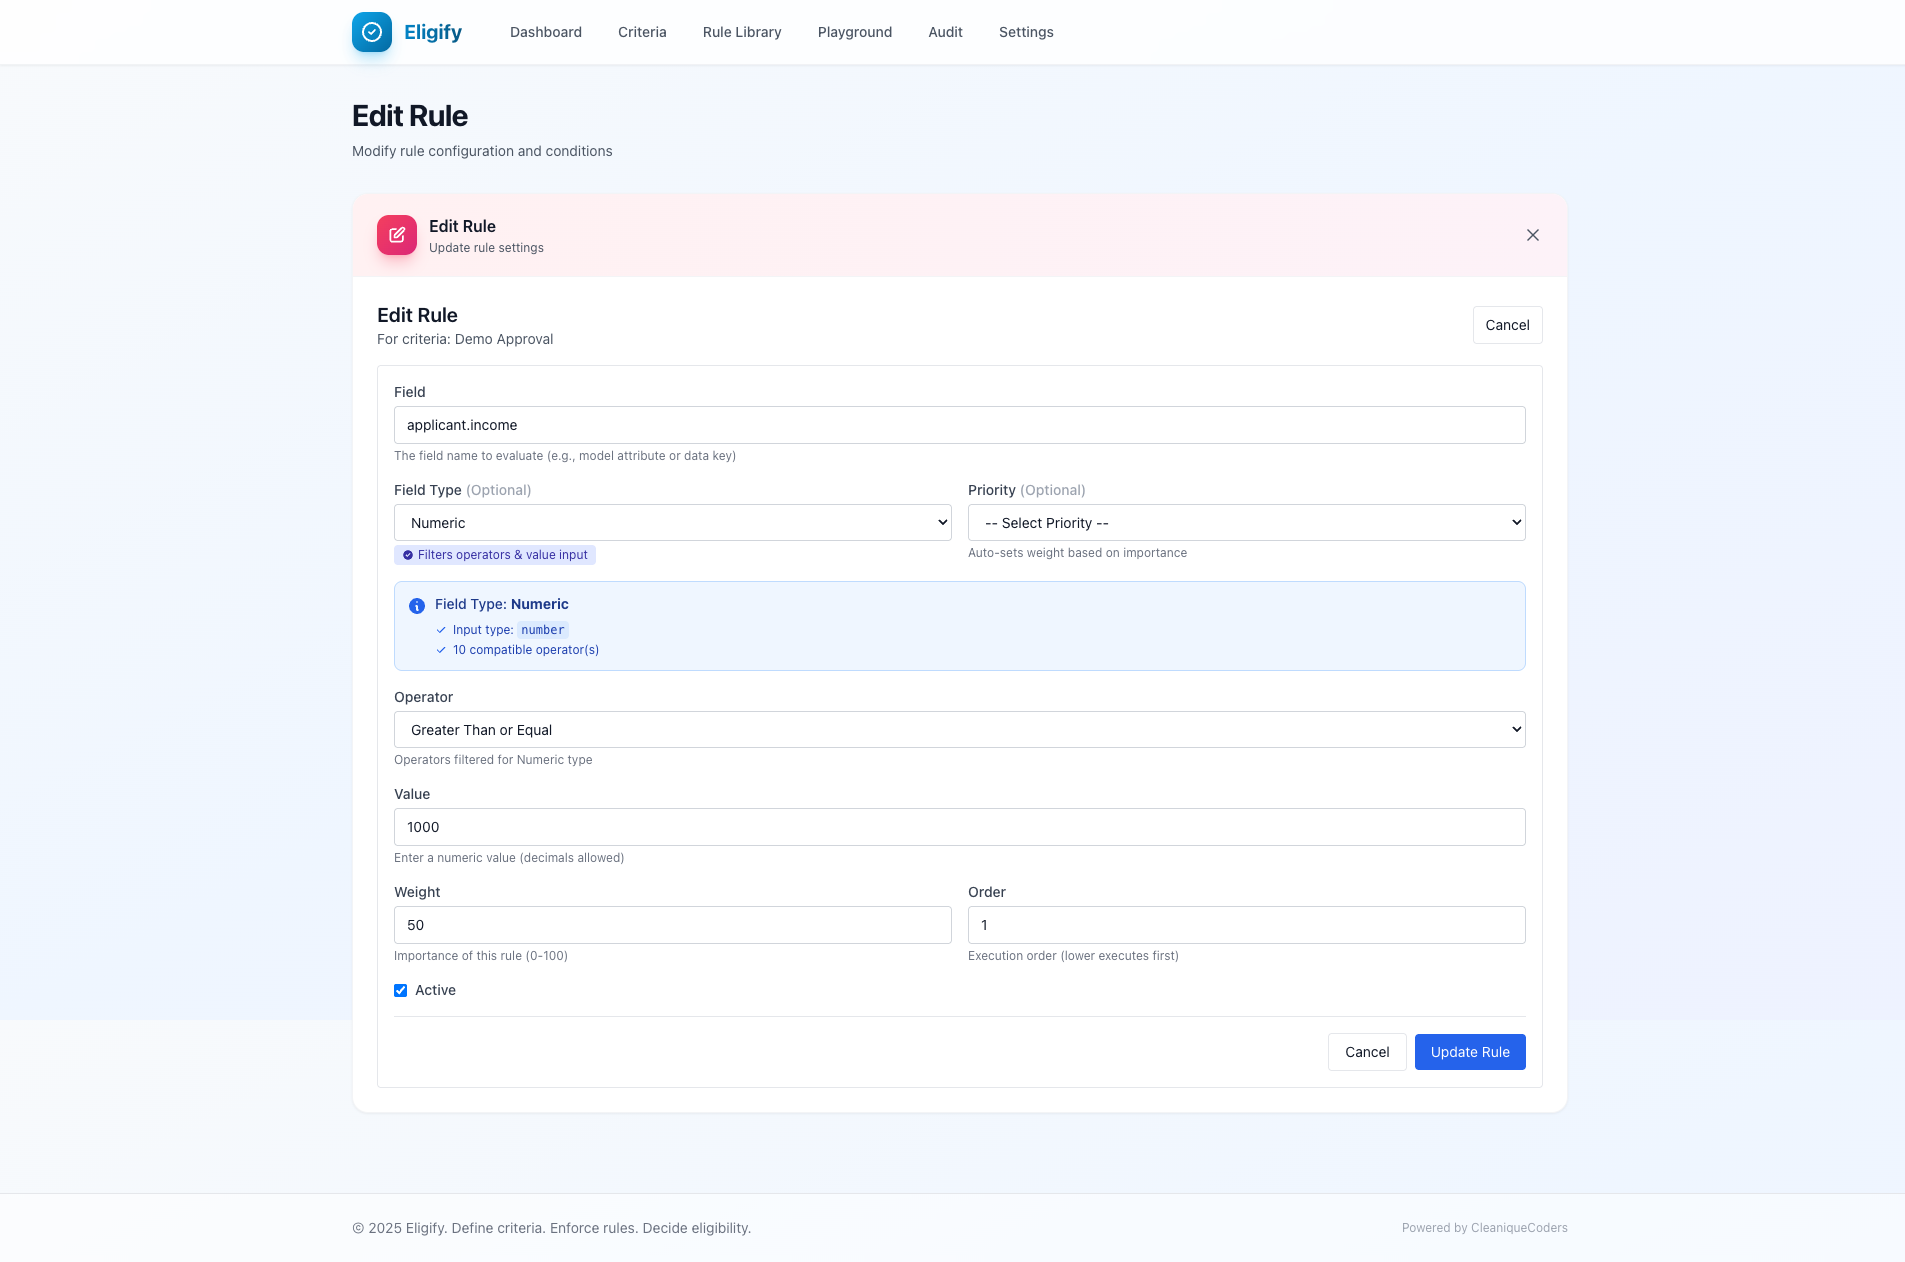 Eligify
Dashboard
Criteria
Rule Library
Playground
Audit
Settings
Edit Rule
Modify rule configuration and conditions
Edit Rule
Update rule settings
Edit Rule
For criteria: Demo Approval
Cancel
Field
applicant.income
The field name to evaluate (e.g., model attribute or data key)
Field Type (Optional)
Numeric
Filters operators & value input
Priority (Optional)
-- Select Priority --
Auto-sets weight based on importance
Field Type: Numeric
Input type: number
10 compatible operator(s)
Operator
Greater Than or Equal
Operators filtered for Numeric type
Value
1000
Enter a numeric value (decimals allowed)
Weight
50
Importance of this rule (0-100)
Order
1
Execution order (lower executes first)
Active
Cancel
Update Rule
© 2025 Eligify. Define criteria. Enforce rules. Decide eligibility.
Powered by CleaniqueCoders